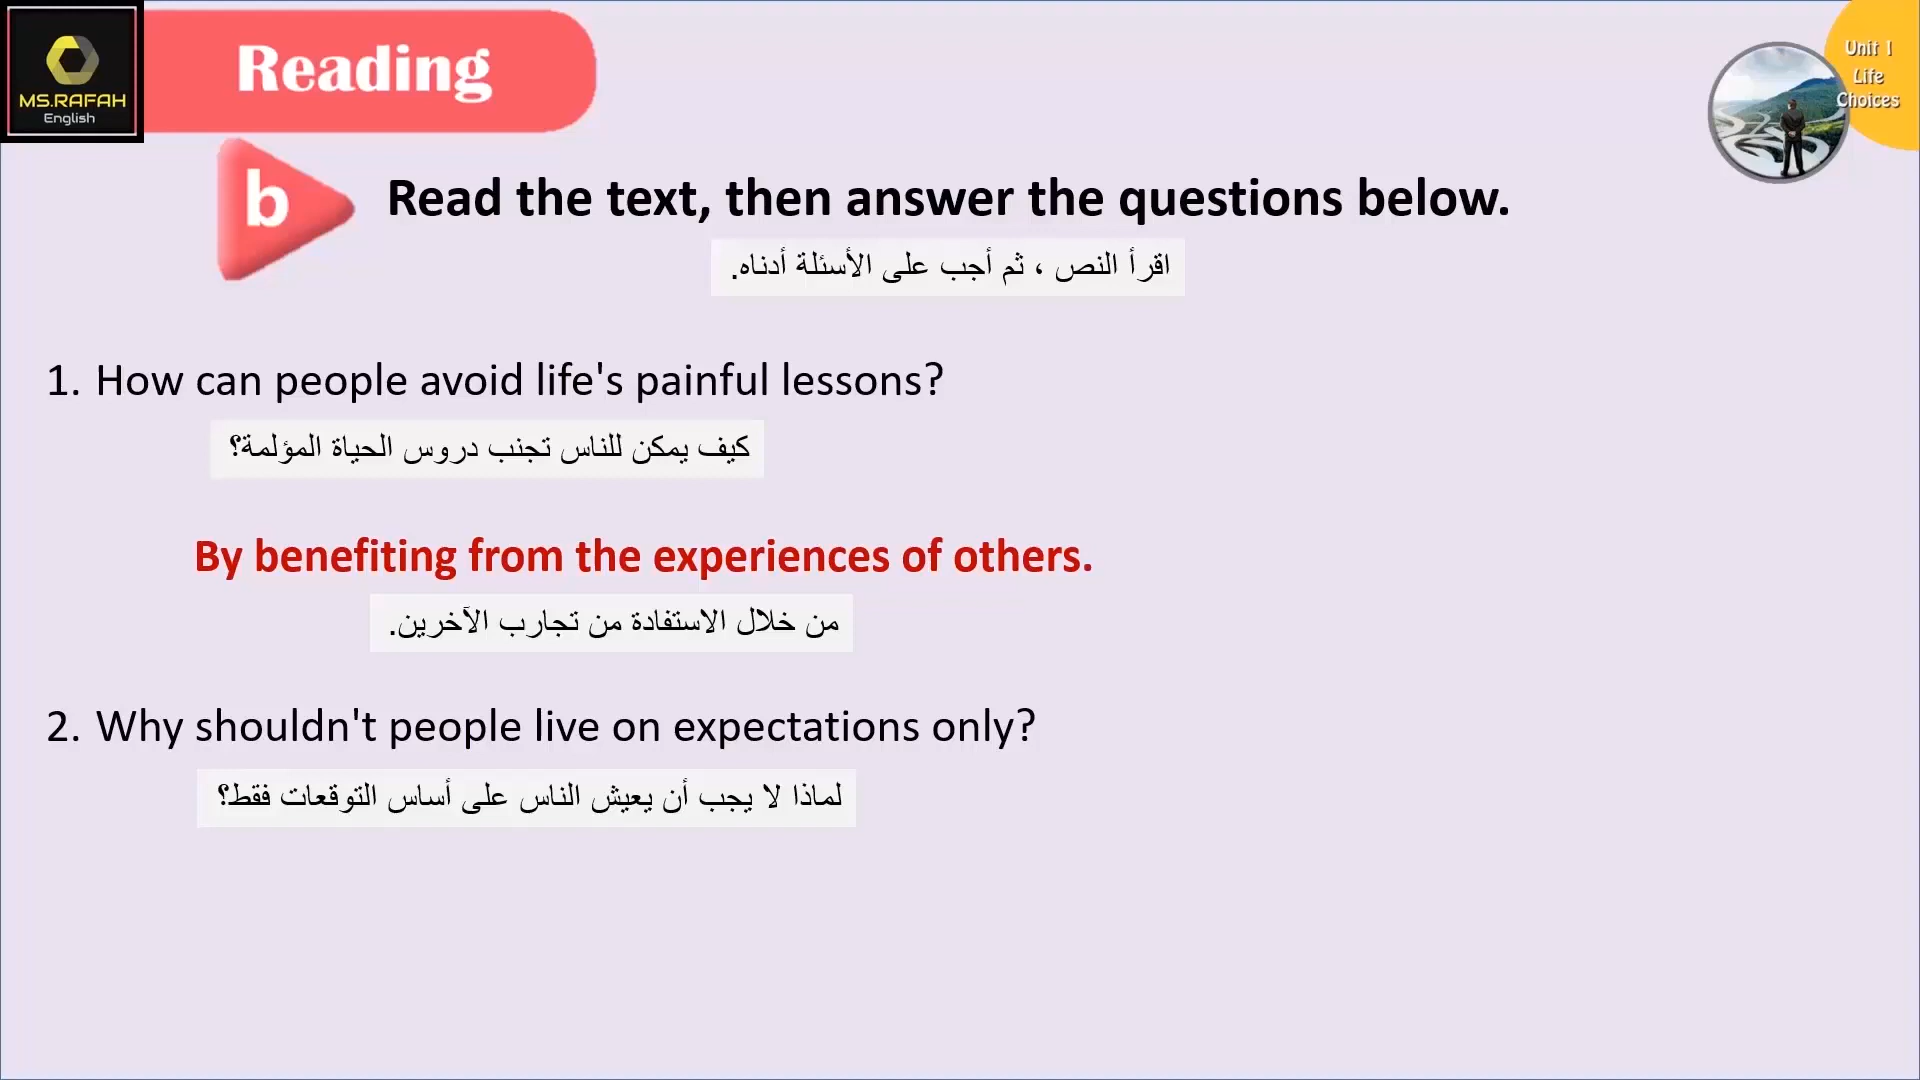 MS.RAFAH
English
Reading
Unit 1
Life
Choices
b
Read the text, then answer the questions below.
اقرأ النص ، ثم أجب على الأسئلة أدناه.
1. How can people avoid life's painful lessons?
كيف يمكن للناس تجنب دروس الحياة المؤلمة؟
By benefiting from the experiences of others.
من خلال الاستفادة من تجارب الآخرين.
2. Why shouldn't people live on expectations only?
لماذا لا يجب أن يعيش الناس على أساس التوقعات فقط؟